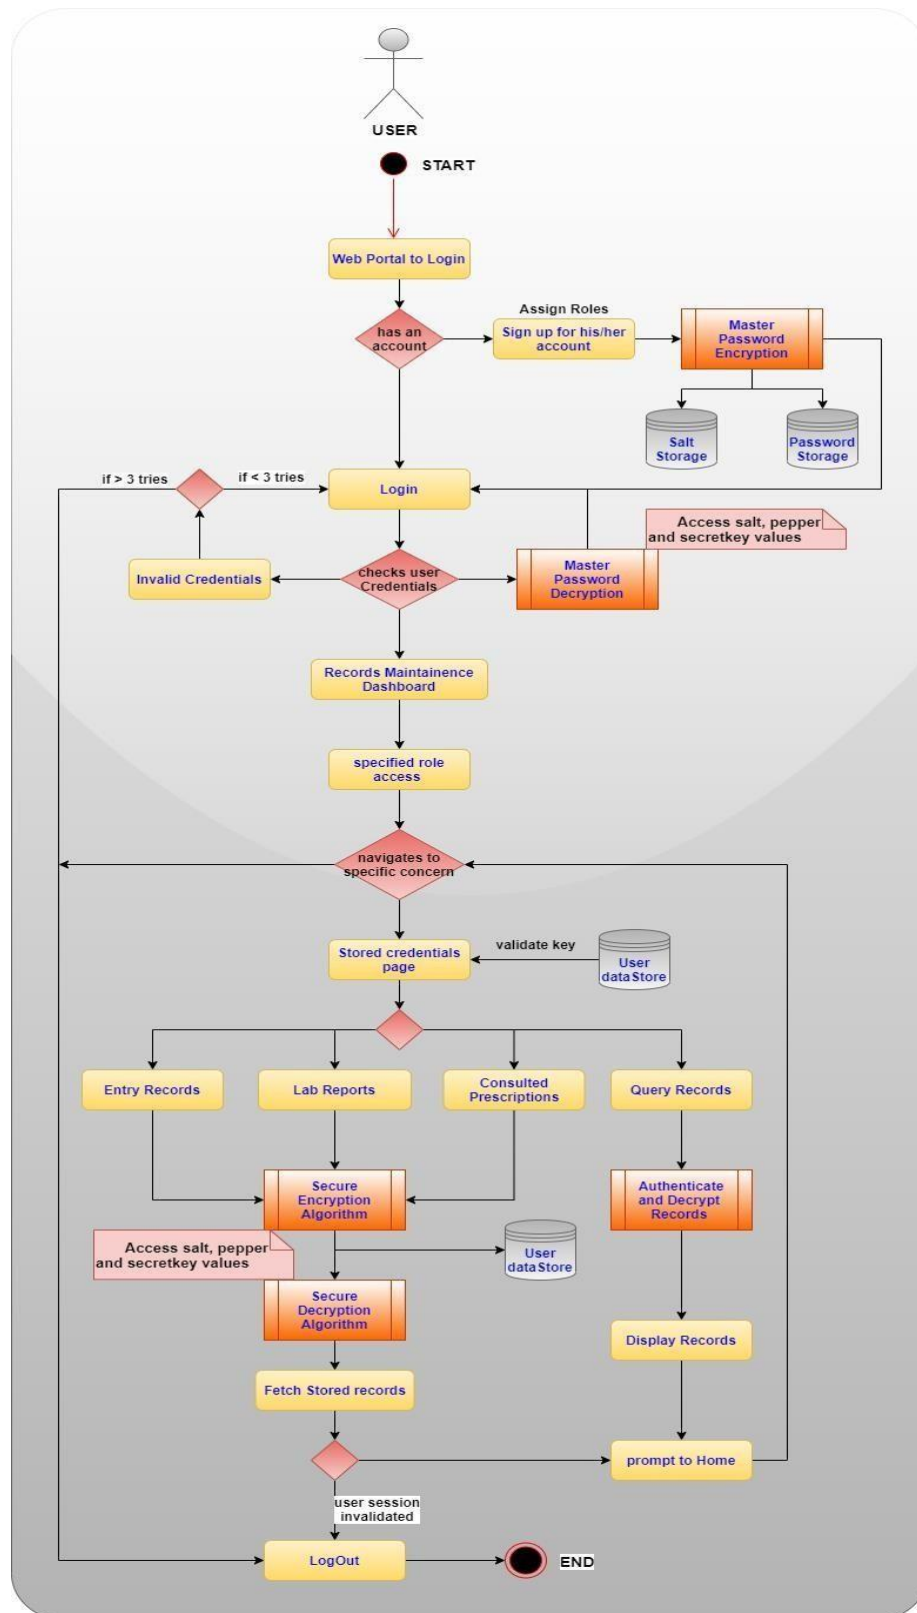 USER
START
Web Portal to Login
has an
account
Assign Roles
Sign up for his/her
account
Master
Password
Encryption
Salt
Storage
Password
Storage
if > 3 tries
if < 3 tries
Login
Access salt, pepper
and secretkey values
Invalid Credentials
checks user
Credentials
Master
Password
Decryption
Records Maintainence
Dashboard
specified role
access
navigates to
specific concern
Stored credentials
page
validate key
User
dataStore
Entry Records
Lab Reports
Consulted
Prescriptions
Query Records
Secure
Encryption
Algorithm
Authenticate
and Decrypt
Records
Access salt, pepper
and secretkey values
User
dataStore
Secure
Decryption
Algorithm
Display Records
Fetch Stored records
prompt to Home
user session
invalidated
LogOut
END